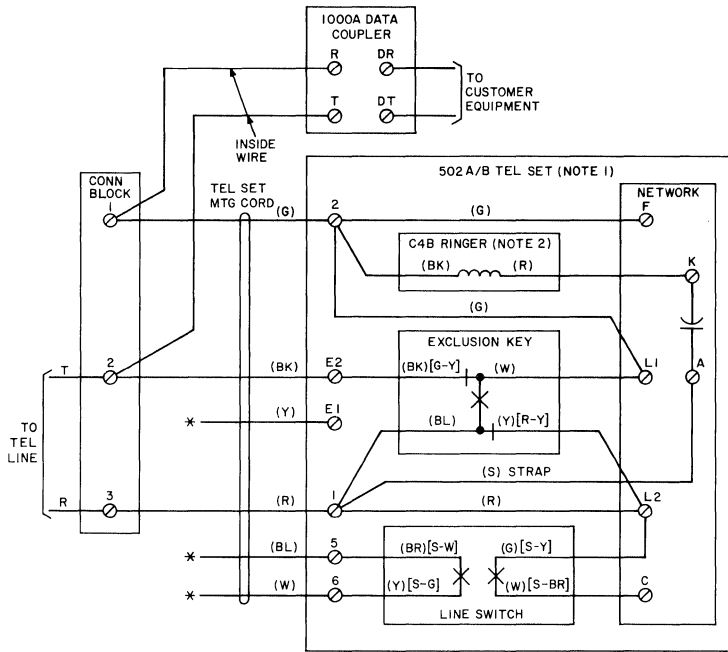 1000A DATA
COUPLER
R DR
T DT
TO
CUSTOMER
EQUIPMENT
INSIDE
WIRE
502 A/B TEL SET (NOTE 1)
CONN
BLOCK
TEL SET
MTG CORD
NETWORK
1 (G) 2 (G) F
C4B RINGER (NOTE 2)
(BK) (R) K
(G)
EXCLUSION KEY
T 2 (BK) E2 (BK)[G-Y] (W) L1 A
* (Y) E1
(BL) (Y)[R-Y]
TO
TEL
LINE
(S) STRAP
R 3 (R) 1 (R) L2
* (BL) 5 (BR)[S-W] (G)[S-Y]
* (W) 6 (Y)[S-G] (W)[S-BR] C
LINE SWITCH